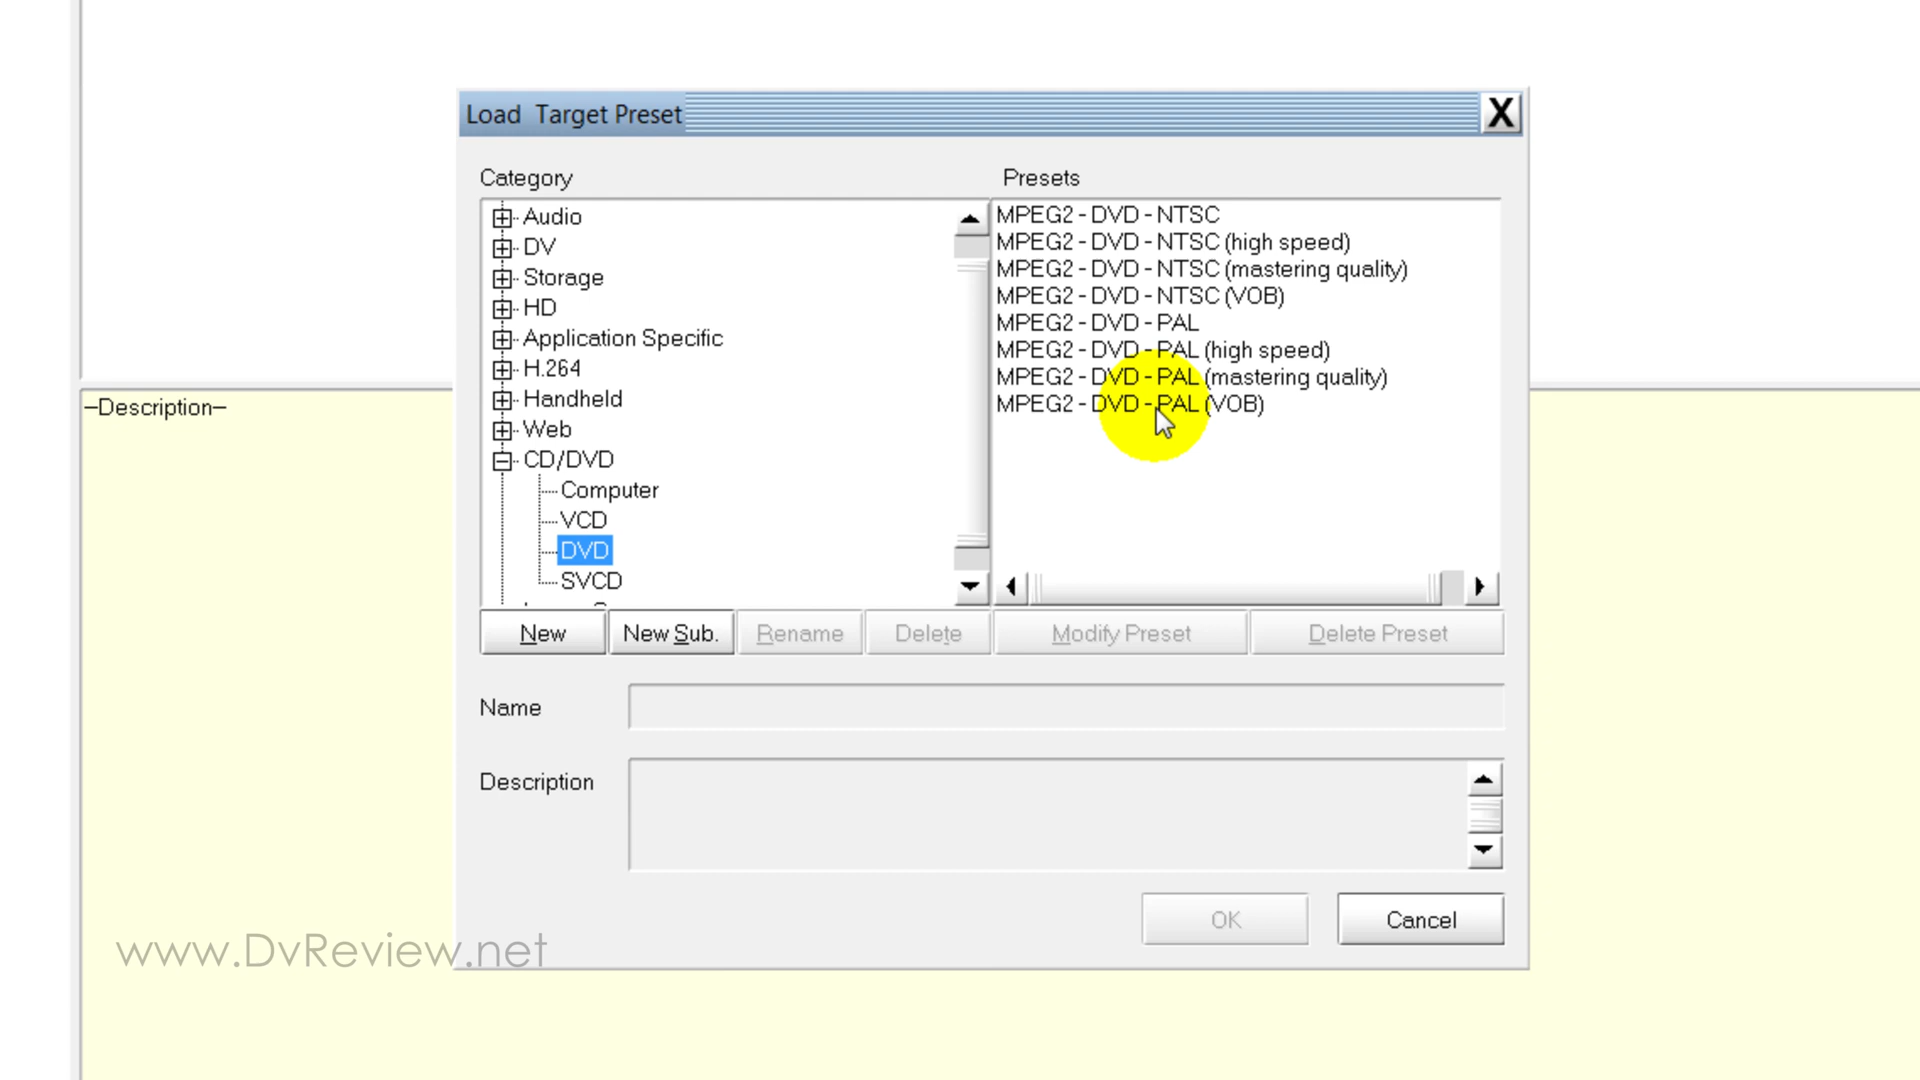 Load Target Preset
X
Category
Presets
Audio
DV
Storage
HD
Application Specific
H.264
Handheld
Web
CD/DVD
Computer
VCD
DVD
SVCD
MPEG2 - DVD - NTSC
MPEG2 - DVD - NTSC (high speed)
MPEG2 - DVD - NTSC (mastering quality)
MPEG2 - DVD - NTSC (VOB)
MPEG2 - DVD - PAL
MPEG2 - DVD - PAL (high speed)
MPEG2 - DVD - PAL (mastering quality)
MPEG2 - DVD - PAL (VOB)
New
New Sub.
Rename
Delete
Modify Preset
Delete Preset
Name
Description
OK
Cancel
–Description–
www.DvReview.net